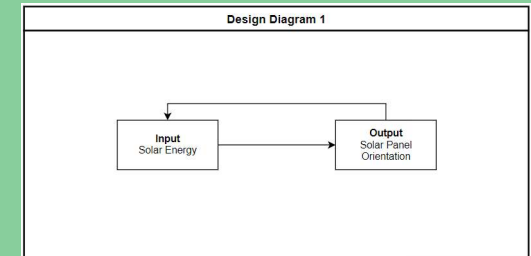 Design Diagram 1
Input
Solar Energy
Output
Solar Panel
Orientation